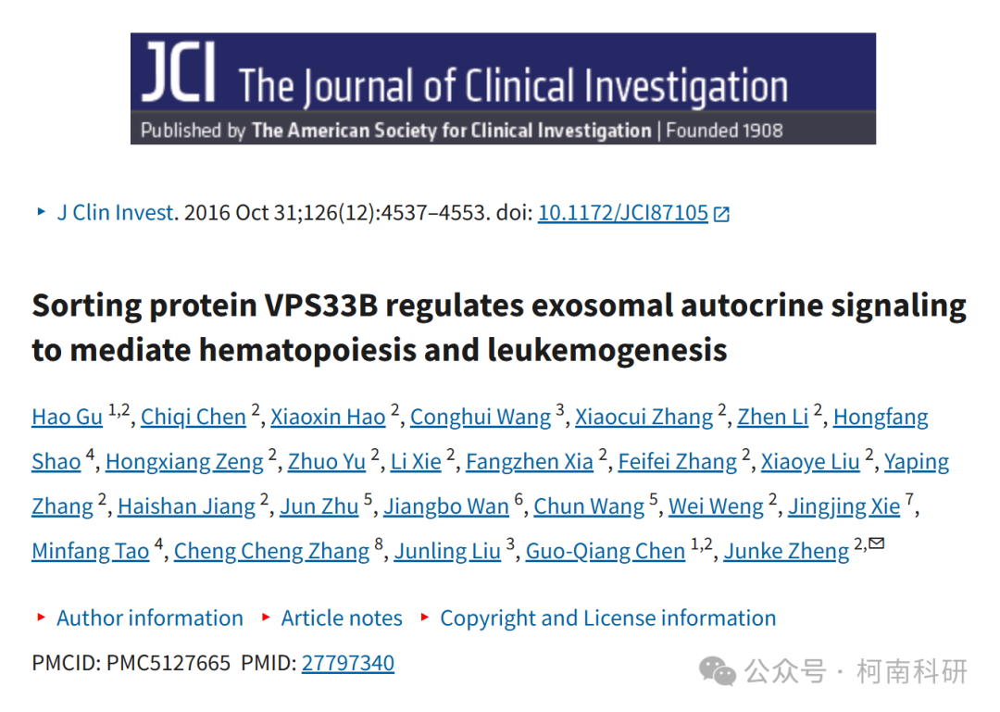 JCI The Journal of Clinical Investigation
Published by The American Society for Clinical Investigation | Founded 1908
‣ J Clin Invest. 2016 Oct 31;126(12):4537–4553. doi: 10.1172/JCI87105
Sorting protein VPS33B regulates exosomal autocrine signaling
to mediate hematopoiesis and leukemogenesis
Hao Gu 1,2, Chiqi Chen 2, Xiaoxin Hao 2, Conghui Wang 3, Xiaocui Zhang 2, Zhen Li 2, Hongfang
Shao 4, Hongxiang Zeng 2, Zhuo Yu 2, Li Xie 2, Fangzhen Xia 2, Feifei Zhang 2, Xiaoye Liu 2, Yaping
Zhang 2, Haishan Jiang 2, Jun Zhu 5, Jiangbo Wan 6, Chun Wang 5, Wei Weng 2, Jingjing Xie 7,
Minfang Tao 4, Cheng Cheng Zhang 8, Junling Liu 3, Guo-Qiang Chen 1,2, Junke Zheng 2,✉
‣ Author information ‣ Article notes ‣ Copyright and License information
PMCID: PMC5127665 PMID: 27797340
公众号 · 柯南科研